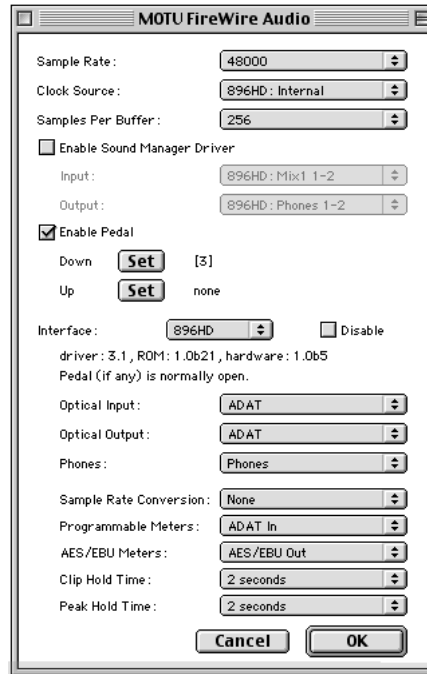 MOTU FireWire Audio
Sample Rate: 48000
Clock Source: 896HD: Internal
Samples Per Buffer: 256
Enable Sound Manager Driver
Input: 896HD: Mix1 1-2
Output: 896HD: Phones 1-2
Enable Pedal
Down Set [3]
Up Set none
Interface: 896HD Disable
driver: 3.1, ROM: 1.0b21, hardware: 1.0b5
Pedal (if any) is normally open.
Optical Input: ADAT
Optical Output: ADAT
Phones: Phones
Sample Rate Conversion: None
Programmable Meters: ADAT In
AES/EBU Meters: AES/EBU Out
Clip Hold Time: 2 seconds
Peak Hold Time: 2 seconds
Cancel OK